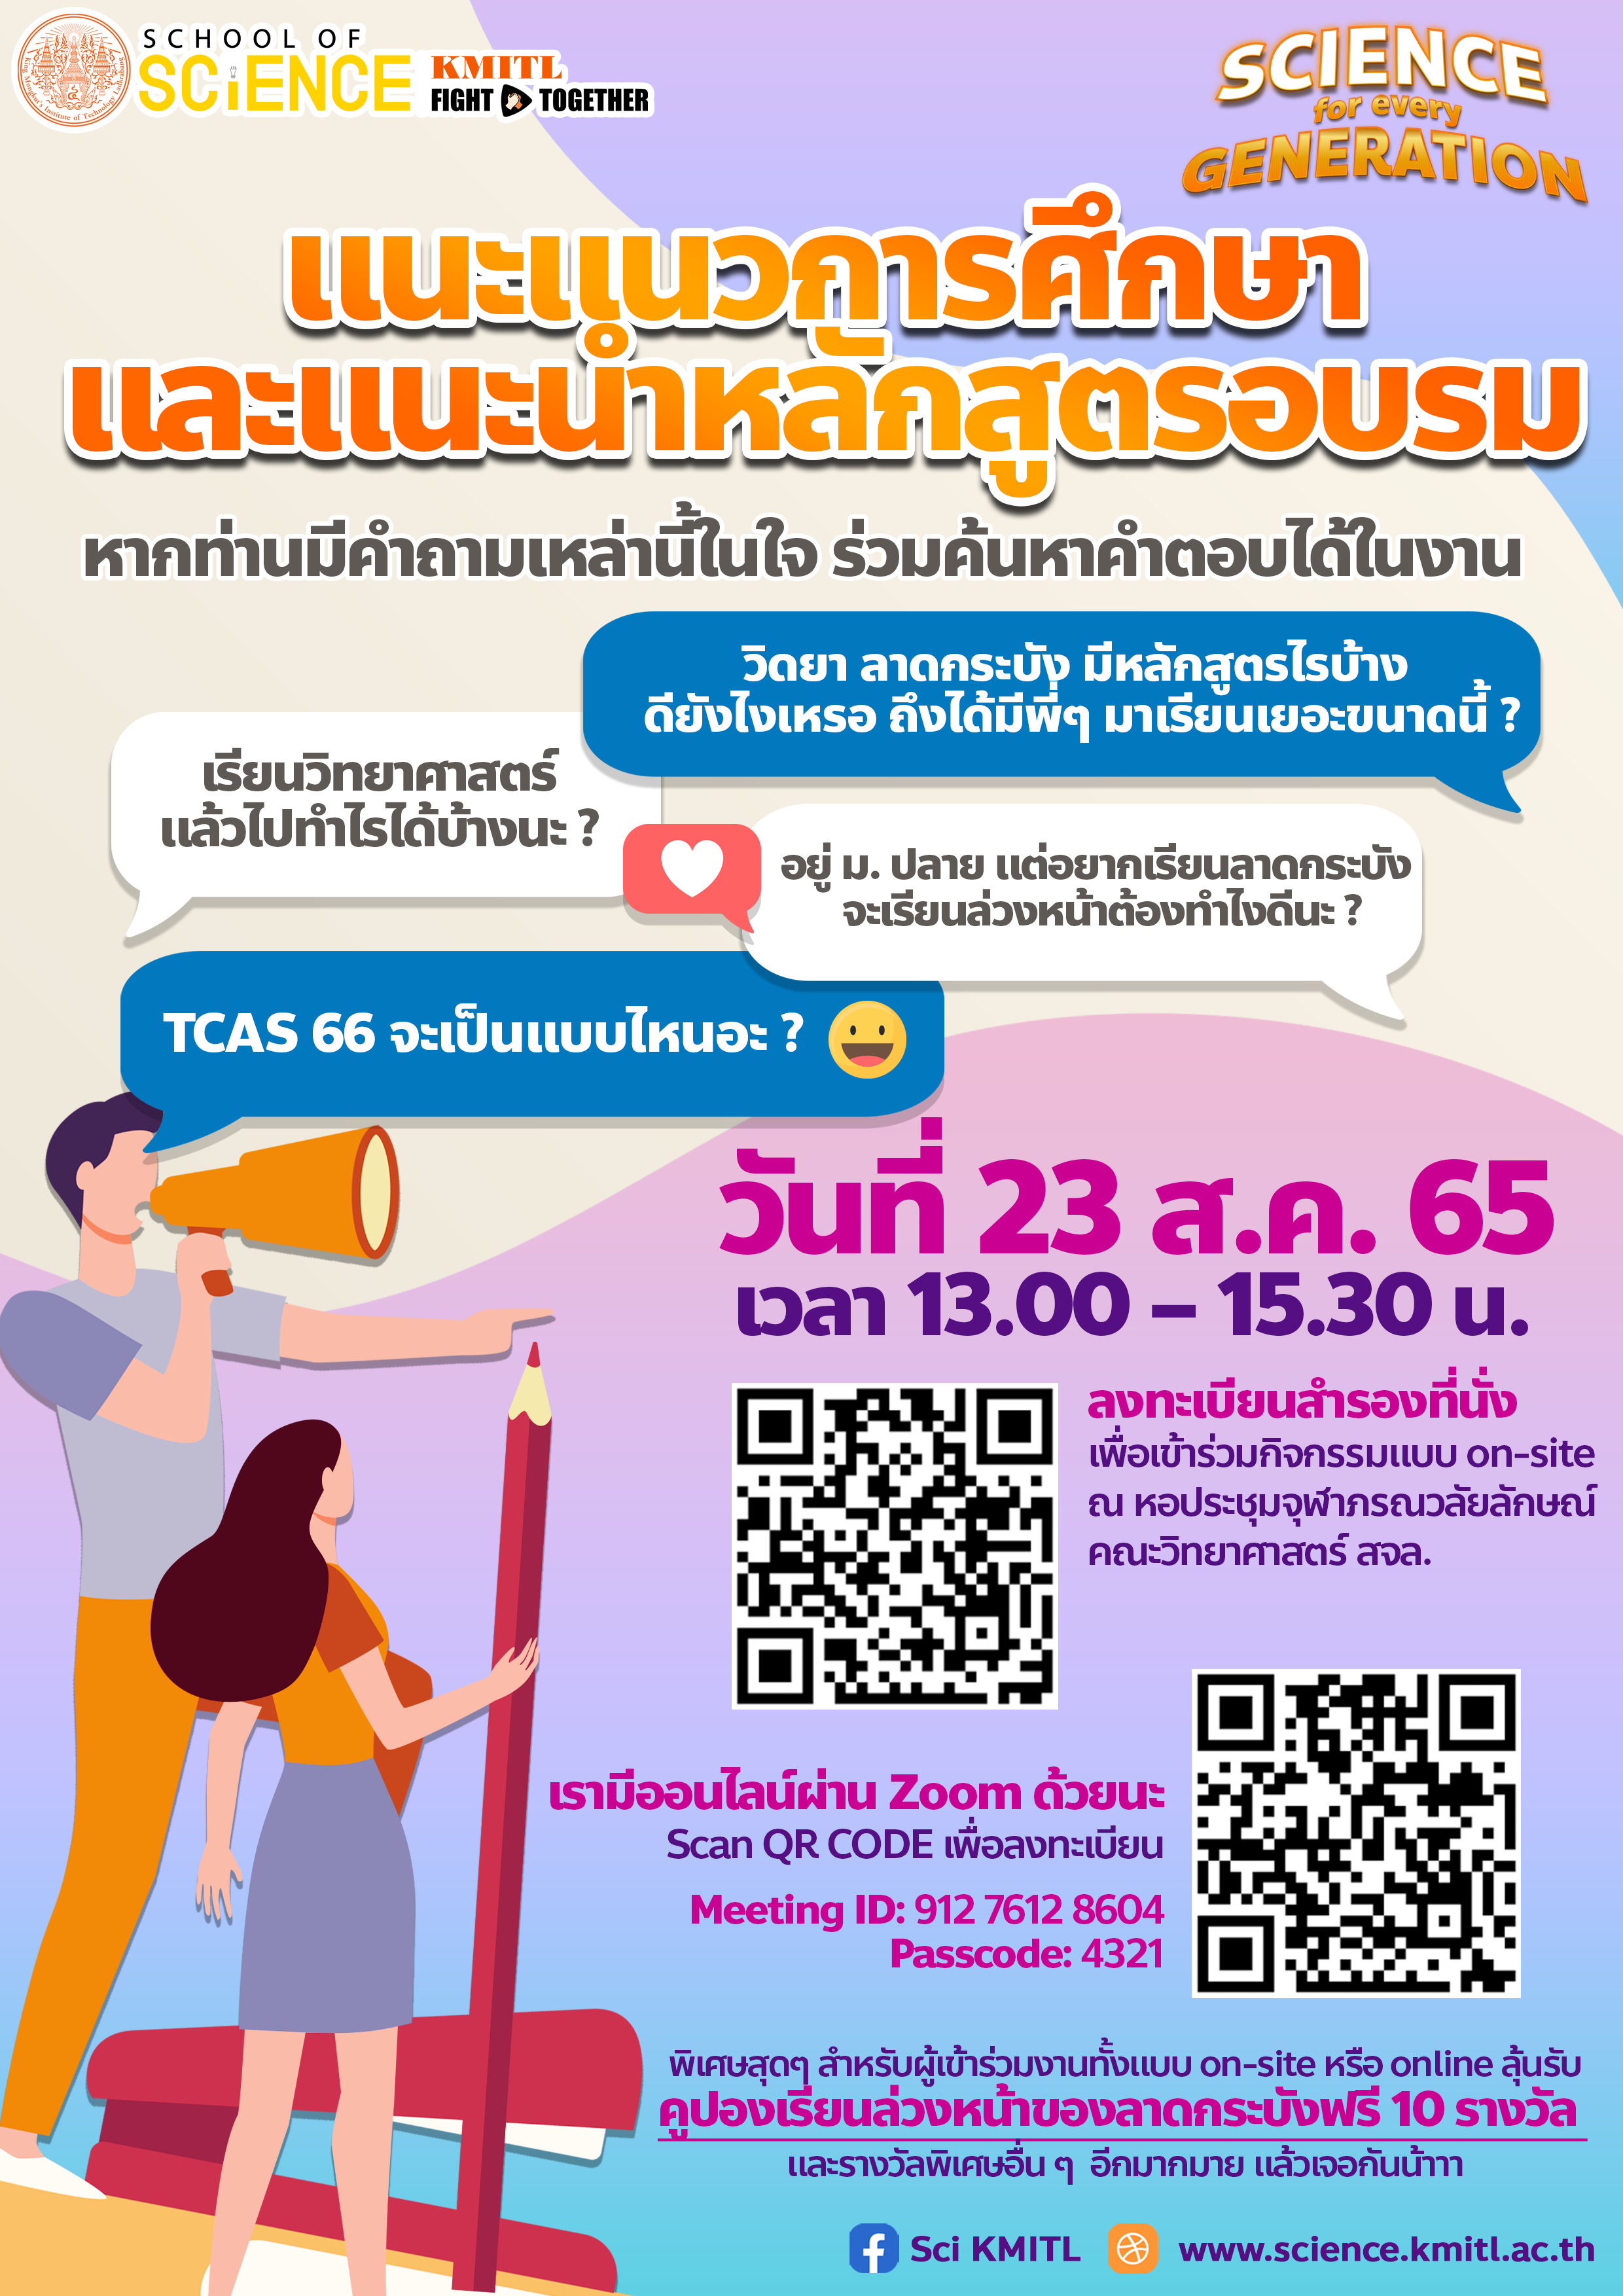 SCHOOL OF
SCiENCE
KMITL
FIGHT TOGETHER
SCIENCE
for every
GENERATION
แนะแนวการศึกษา
และแนะนำหลักสูตรอบรม
หากท่านมีคำถามเหล่านี้ในใจ ร่วมค้นหาคำตอบได้ในงาน
วิดยา ลาดกระบัง มีหลักสูตรไรบ้าง
ดียังไงเหรอ ถึงได้มีพี่ๆ มาเรียนเยอะขนาดนี้ ?
เรียนวิทยาศาสตร์
แล้วไปทำไรได้บ้างนะ ?
อยู่ ม. ปลาย แต่อยากเรียนลาดกระบัง
จะเรียนล่วงหน้าต้องทำไงดีนะ ?
TCAS 66 จะเป็นแบบไหนอะ ?
วันที่ 23 ส.ค. 65
เวลา 13.00 – 15.30 น.
ลงทะเบียนสำรองที่นั่ง
เพื่อเข้าร่วมกิจกรรมแบบ on-site
ณ หอประชุมจุฬาภรณวลัยลักษณ์
คณะวิทยาศาสตร์ สจล.
เรามีออนไลน์ผ่าน Zoom ด้วยนะ
Scan QR CODE เพื่อลงทะเบียน
Meeting ID: 912 7612 8604
Passcode: 4321
พิเศษสุดๆ สำหรับผู้เข้าร่วมงานทั้งแบบ on-site หรือ online ลุ้นรับ
คูปองเรียนล่วงหน้าของลาดกระบังฟรี 10 รางวัล
และรางวัลพิเศษอื่น ๆ อีกมากมาย แล้วเจอกันน้าาา
Sci KMITL
www.science.kmitl.ac.th